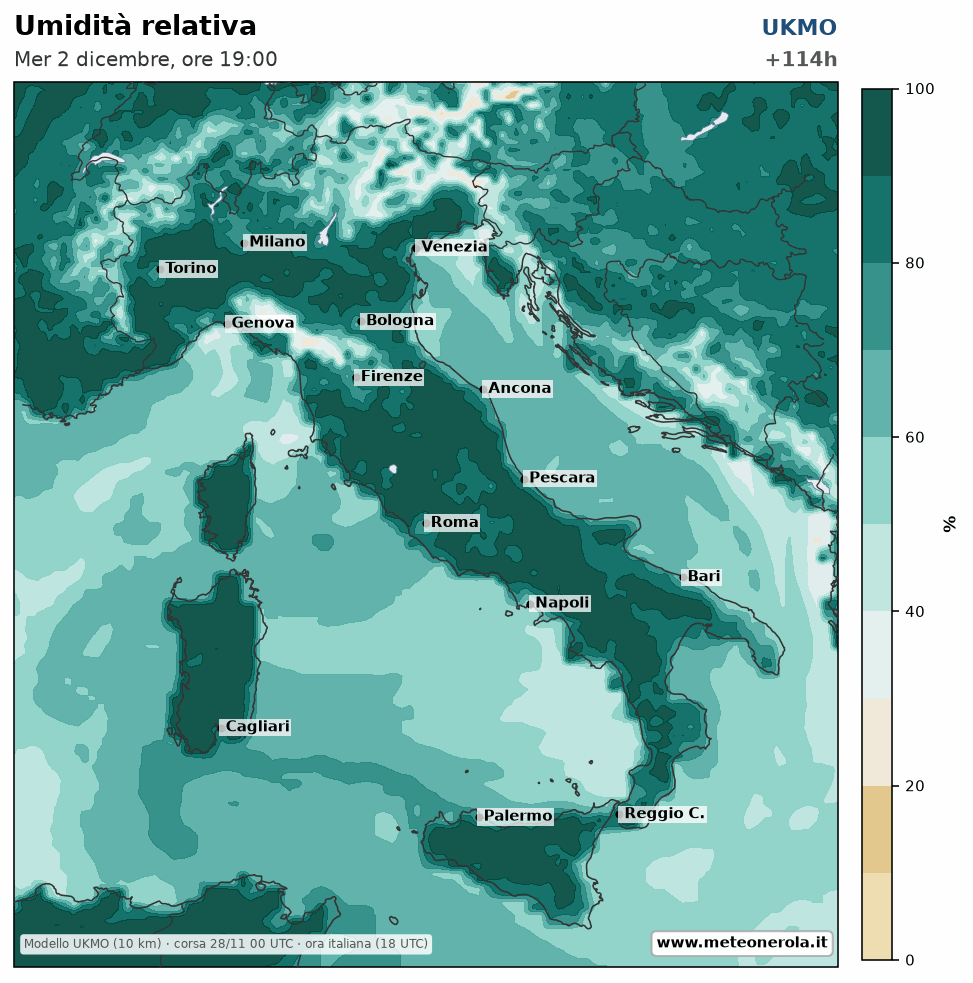 Umidità relativa
UKMO
Mer 2 dicembre, ore 19:00
+114h
100
80
60
40
20
0
%
Milano
Venezia
Torino
Genova
Bologna
Firenze
Ancona
Pescara
Roma
Bari
Napoli
Cagliari
Palermo
Reggio C.
Modello UKMO (10 km) · corsa 28/11 00 UTC · ora italiana (18 UTC)
www.meteonerola.it